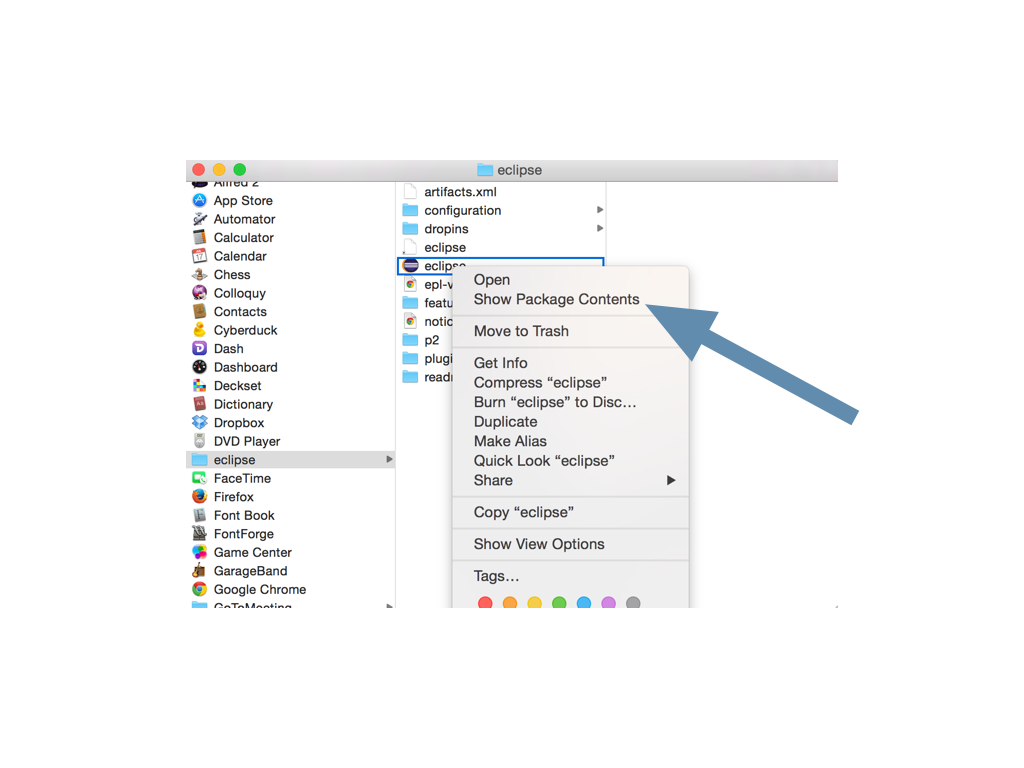 eclipse
Alfred 2
App Store
Automator
Calculator
Calendar
Chess
Colloquy
Contacts
Cyberduck
Dash
Dashboard
Deckset
Dictionary
Dropbox
DVD Player
eclipse
FaceTime
Firefox
Font Book
FontForge
Game Center
GarageBand
Google Chrome
GoToMeeting
artifacts.xml
configuration
dropins
eclipse
eclipse
epl-v
featu
notic
p2
plugi
readr
Open
Show Package Contents
Move to Trash
Get Info
Compress “eclipse”
Burn “eclipse” to Disc…
Duplicate
Make Alias
Quick Look “eclipse”
Share
Copy “eclipse”
Show View Options
Tags…